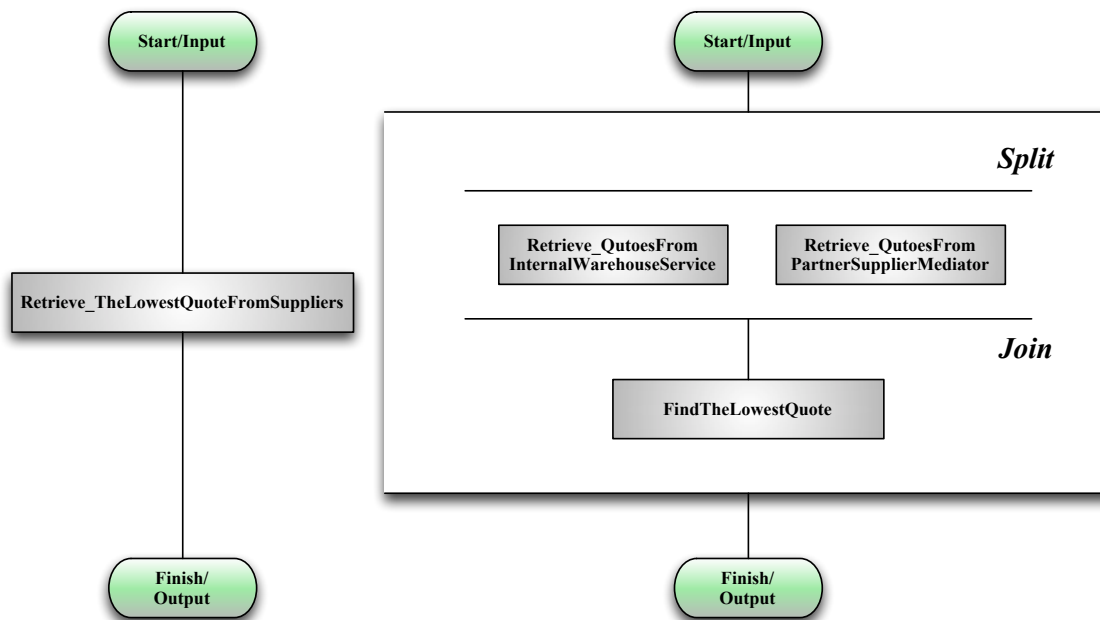 Start/Input
Retrieve_TheLowestQuoteFromSuppliers
Finish/
Output
Start/Input
Split
Retrieve_QutoesFrom
InternalWarehouseService
Retrieve_QutoesFrom
PartnerSupplierMediator
Join
FindTheLowestQuote
Finish/
Output